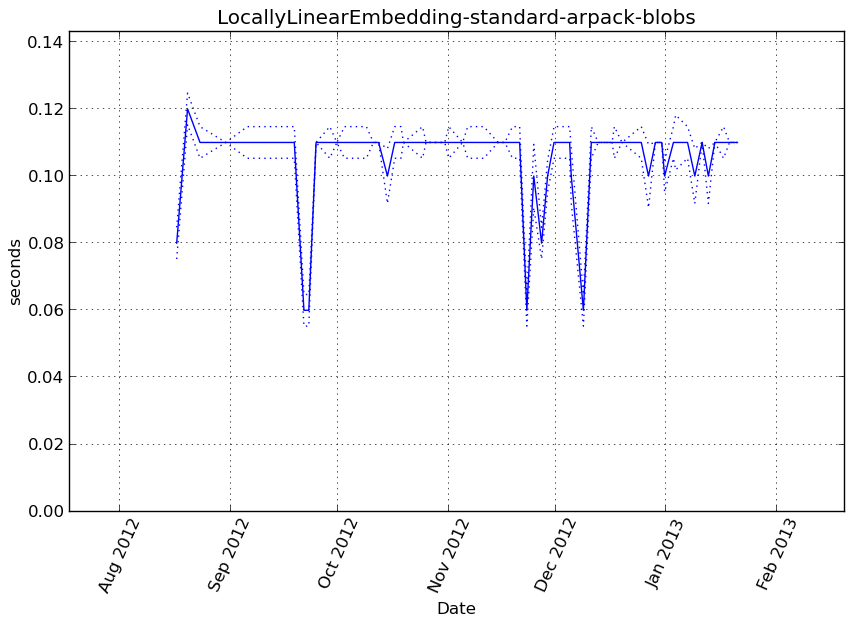 LocallyLinearEmbedding-standard-arpack-blobs
0.14
0.12
0.10
0.08
0.06
0.04
0.02
0.00
seconds
Aug 2012
Sep 2012
Oct 2012
Nov 2012
Dec 2012
Jan 2013
Feb 2013
Date